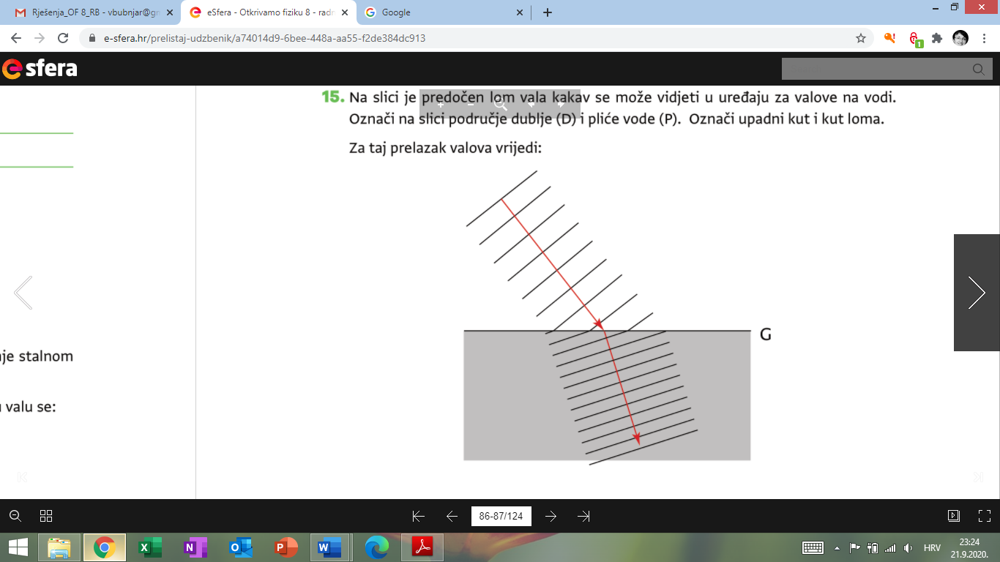 Rješenja_OF 8_RB - vbubnjar@gm
eSfera - Otkrivamo fiziku 8 - radn
Google
e-sfera.hr/prelistaj-udzbenik/a74014d9-6bee-448a-aa55-f2de384dc913
1
e sfera
15. Na slici je predočen lom vala kakav se može vidjeti u uređaju za valove na vodi.
Označi na slici područje dublje (D) i pliće vode (P). Označi upadni kut i kut loma.
Za taj prelazak valova vrijedi:
G
je stalnom
valu se:
86-87/124
HRV
23:24
21.9.2020.